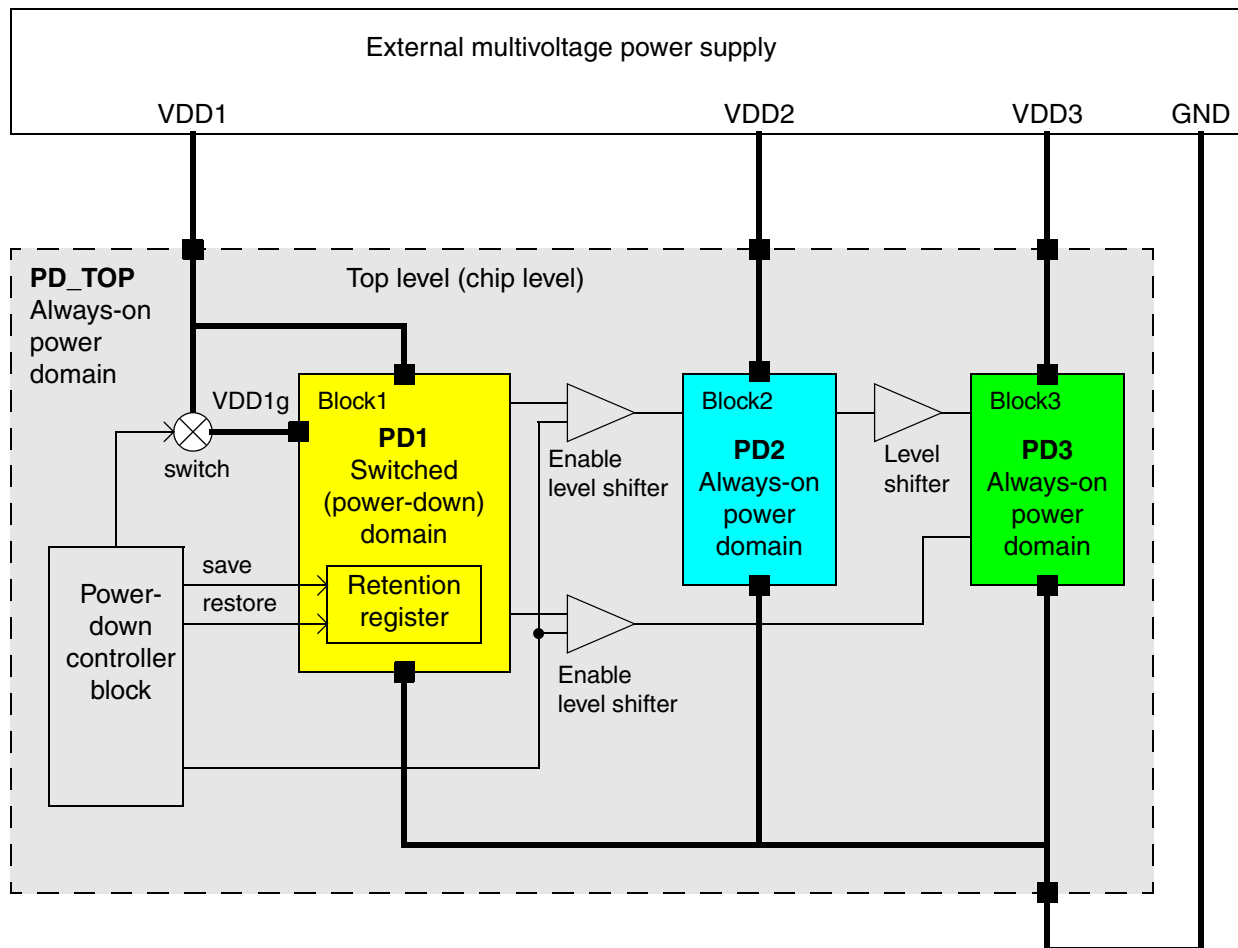 External multivoltage power supply
VDD1
VDD2
VDD3
GND
PD_TOP
Always-on
power
domain
Top level (chip level)
VDD1g
switch
Block1
PD1
Switched
(power-down)
domain
Retention
register
save
restore
Power-
down
controller
block
Enable
level shifter
Enable
level shifter
Block2
PD2
Always-on
power
domain
Level
shifter
Block3
PD3
Always-on
power
domain